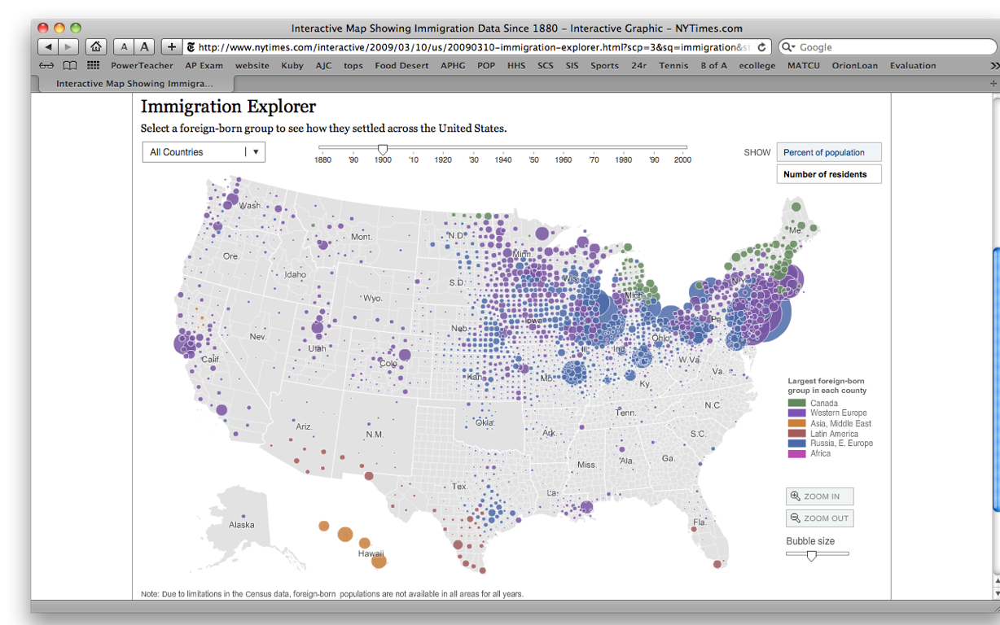 Interactive Map Showing Immigration Data Since 1880 – Interactive Graphic – NYTimes.com
A A + http://www.nytimes.com/interactive/2009/03/10/us/20090310-immigration-explorer.html?scp=3&sq=immigration&st Google
PowerTeacher AP Exam website Kuby AJC tops Food Desert APHG POP HHS SCS SIS Sports 24r Tennis B of A ecollege MATCU OrionLoan Evaluation
Interactive Map Showing Immigra...
Immigration Explorer
Select a foreign-born group to see how they settled across the United States.
All Countries
1880 '90 1900 '10 1920 '30 1940 '50 1960 '70 1980 '90 2000
SHOW
Percent of population
Number of residents
Wash.
Me.
Mont.
N.D.
Minn.
Ore.
Idaho
S.D.
Wis.
N.Y.
Wyo.
Mich.
Neb.
Iowa
Pa.
Nev.
Ohio
Utah
Ill.
Ind.
Calif.
Colo.
W.Va.
Kan.
Mo.
Va.
Ky.
N.C.
Tenn.
Ariz.
N.M.
Okla.
Ark.
S.C.
Miss.
Ala.
Ga.
Tex.
La.
Fla.
Alaska
Hawaii
Largest foreign-born
group in each county
Canada
Western Europe
Asia, Middle East
Latin America
Russia, E. Europe
Africa
ZOOM IN
ZOOM OUT
Bubble size
Note: Due to limitations in the Census data, foreign-born populations are not available in all areas for all years.